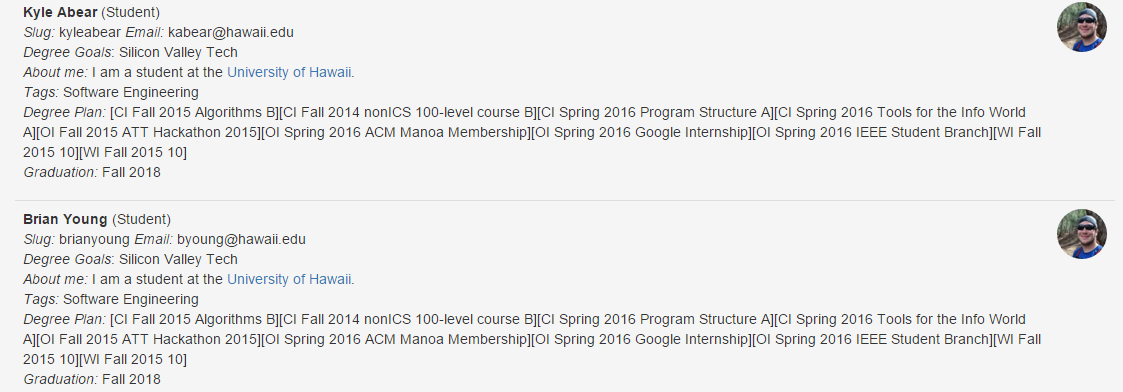 Kyle Abear (Student)
Slug: kyleabear Email: kabear@hawaii.edu
Degree Goals: Silicon Valley Tech
About me: I am a student at the University of Hawaii.
Tags: Software Engineering
Degree Plan: [CI Fall 2015 Algorithms B][CI Fall 2014 nonICS 100-level course B][CI Spring 2016 Program Structure A][CI Spring 2016 Tools for the Info World
A][OI Fall 2015 ATT Hackathon 2015][OI Spring 2016 ACM Manoa Membership][OI Spring 2016 Google Internship][OI Spring 2016 IEEE Student Branch][WI Fall
2015 10][WI Fall 2015 10]
Graduation: Fall 2018
Brian Young (Student)
Slug: brianyoung Email: byoung@hawaii.edu
Degree Goals: Silicon Valley Tech
About me: I am a student at the University of Hawaii.
Tags: Software Engineering
Degree Plan: [CI Fall 2015 Algorithms B][CI Fall 2014 nonICS 100-level course B][CI Spring 2016 Program Structure A][CI Spring 2016 Tools for the Info World
A][OI Fall 2015 ATT Hackathon 2015][OI Spring 2016 ACM Manoa Membership][OI Spring 2016 Google Internship][OI Spring 2016 IEEE Student Branch][WI Fall
2015 10][WI Fall 2015 10]
Graduation: Fall 2018